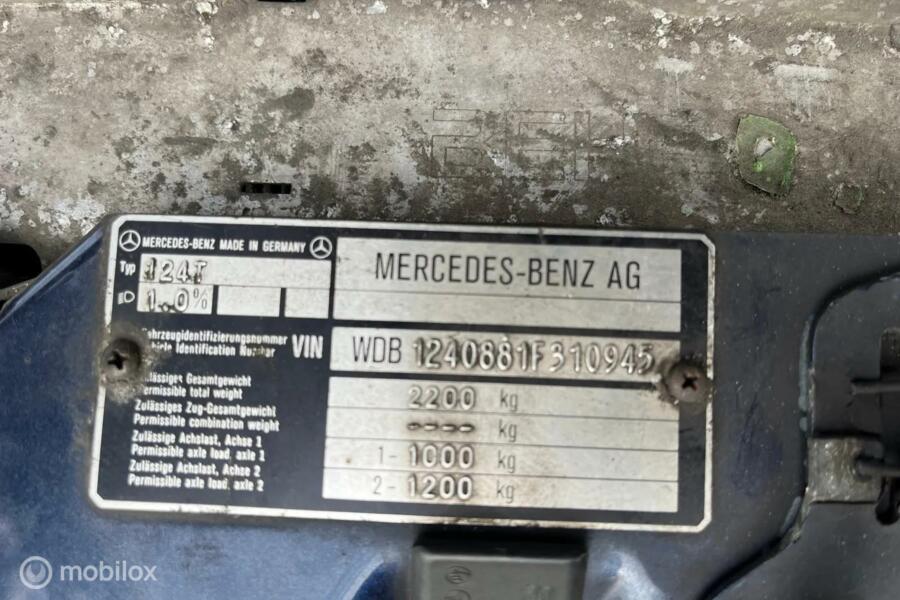 MERCEDES-BENZ MADE IN GERMANY
Typ 124T
1..0%
MERCEDES-BENZ AG
Fahrzeugidentifizierungsnummer
Vehicle Identification Number
VIN
WDB 1240881F310945
Zulässiges Gesamtgewicht
Permissible total weight
2200 kg
Zulässiges Zug-Gesamtgewicht
Permissible combination weight
---- kg
Zulässige Achslast, Achse 1
Permissible axle load, axle 1
1- 1000 kg
Zulässige Achslast, Achse 2
Permissible axle load, axle 2
2- 1200 kg
mobilox